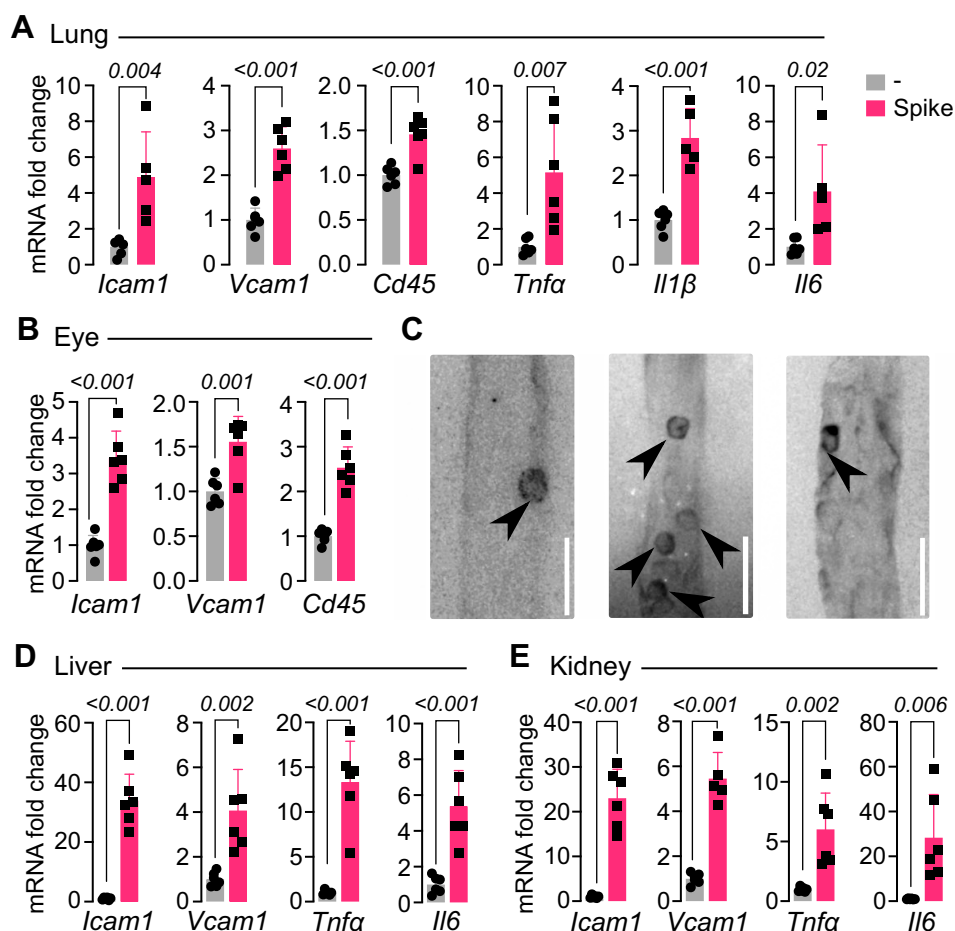 A Lung
0.004 <0.001 <0.001 0.007 <0.001 0.02
mRNA fold change
10 8 6 4 2 0
4 3 2 1 0
2.0 1.5 1.0 0.5 0.0
10 8 6 4 2 0
4 3 2 1 0
10 8 6 4 2 0
-
Spike
Icam1 Vcam1 Cd45 Tnfα Il1β Il6
B Eye
<0.001 0.001 <0.001
mRNA fold change
5 4 3 2 1 0
2.0 1.5 1.0 0.5 0.0
4 3 2 1 0
Icam1 Vcam1 Cd45
C
D Liver
<0.001 0.002 <0.001 <0.001
mRNA fold change
60 40 20 0
8 6 4 2 0
20 15 10 5 0
10 8 6 4 2 0
Icam1 Vcam1 Tnfα Il6
E Kidney
<0.001 <0.001 0.002 0.006
mRNA fold change
40 30 20 10 0
8 6 4 2 0
15 10 5 0
80 60 40 20 0
Icam1 Vcam1 Tnfα Il6